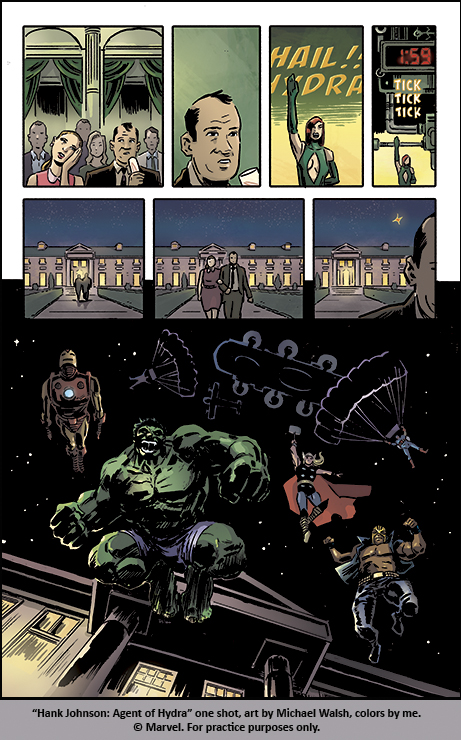 HAIL!!
HYDRA
1:59
TICK
TICK
TICK
“Hank Johnson: Agent of Hydra” one shot, art by Michael Walsh, colors by me.
© Marvel. For practice purposes only.